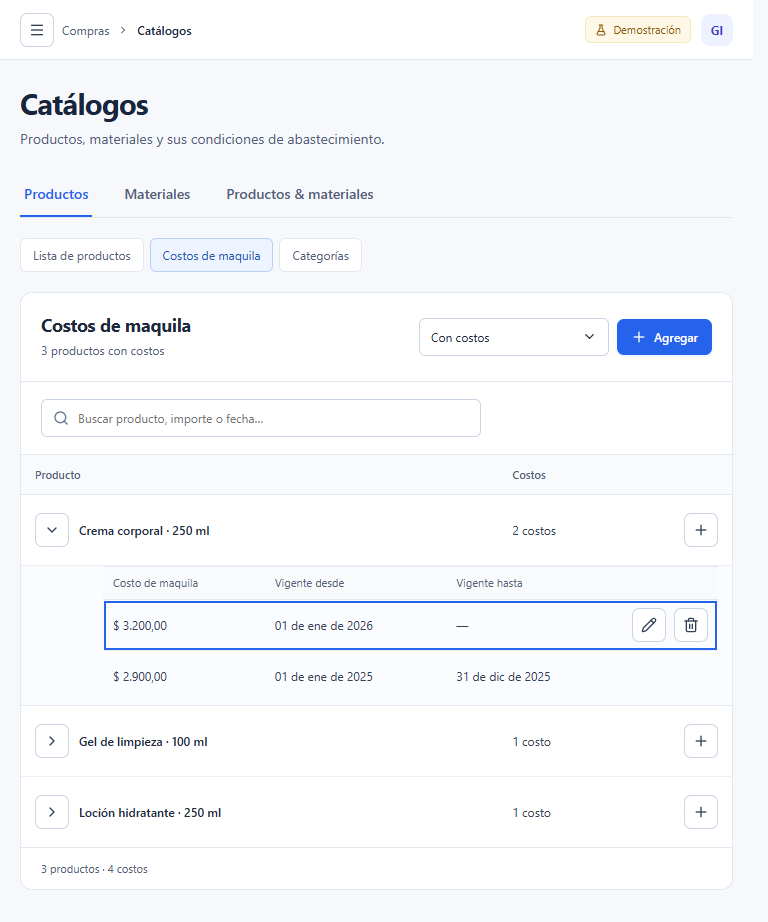 Compras > Catálogos
Demostración
GI
Catálogos
Productos, materiales y sus condiciones de abastecimiento.
Productos Materiales Productos & materiales
Lista de productos Costos de maquila Categorías
Costos de maquila
3 productos con costos
Con costos
+ Agregar
Buscar producto, importe o fecha...
Producto Costos
Crema corporal · 250 ml 2 costos
Costo de maquila Vigente desde Vigente hasta
$ 3.200,00 01 de ene de 2026 —
$ 2.900,00 01 de ene de 2025 31 de dic de 2025
Gel de limpieza · 100 ml 1 costo
Loción hidratante · 250 ml 1 costo
3 productos · 4 costos